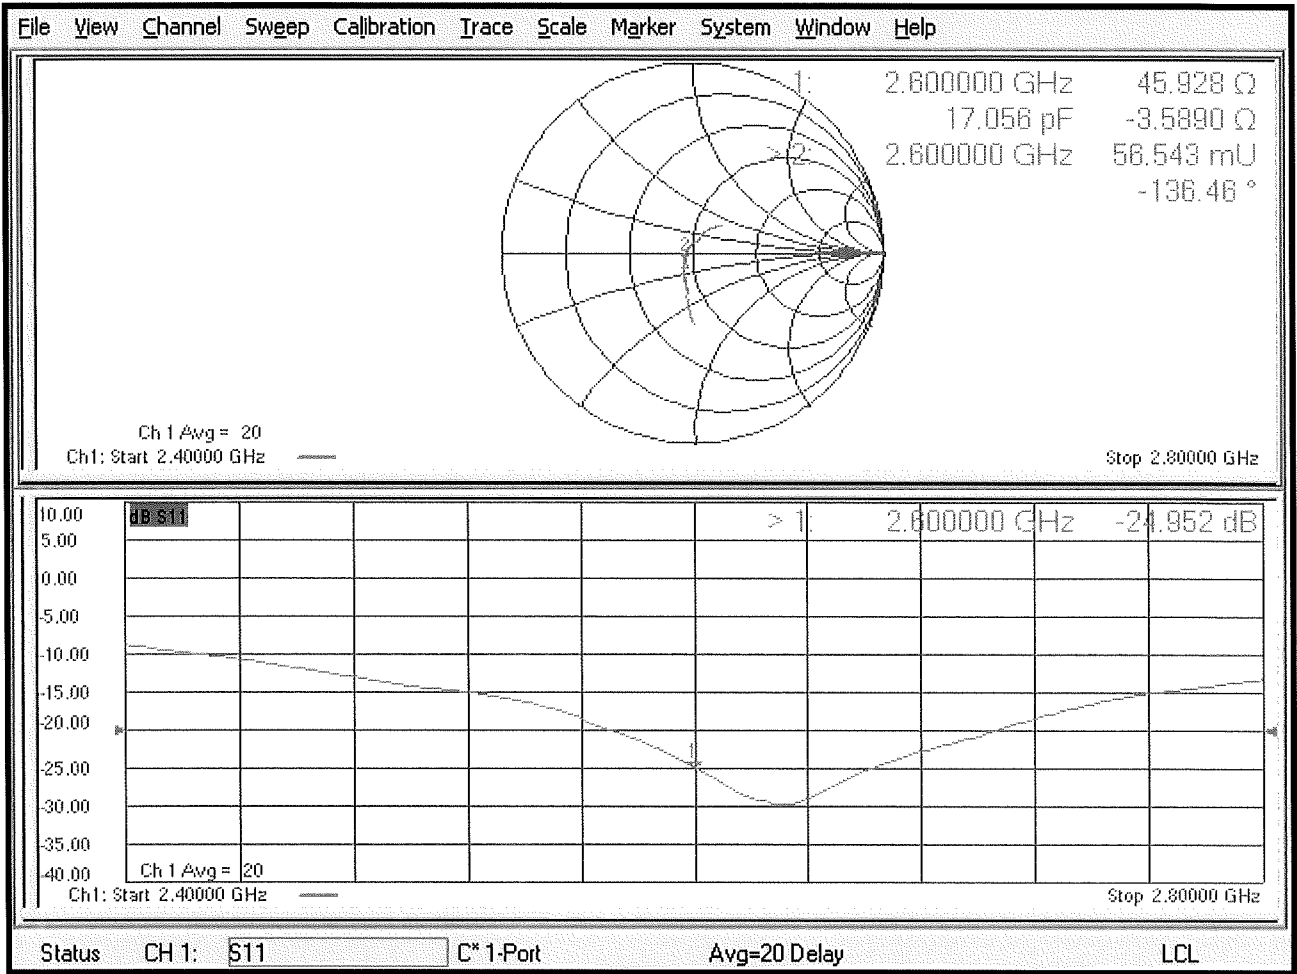 File View Channel Sweep Calibration Trace Scale Marker System Window Help
1: 2.600000 GHz 45.928 Ω
17.056 pF -3.5890 Ω
> 2: 2.600000 GHz 56.543 mU
-136.46 °
2
Ch 1 Avg = 20
Ch1: Start 2.40000 GHz Stop 2.80000 GHz
10.00 dB S11 > 1: 2.600000 GHz -24.952 dB
5.00
0.00
-5.00
-10.00
-15.00
-20.00
1
-25.00
-30.00
-35.00
-40.00 Ch 1 Avg = 20
Ch1: Start 2.40000 GHz Stop 2.80000 GHz
Status CH 1: S11 C* 1-Port Avg=20 Delay LCL